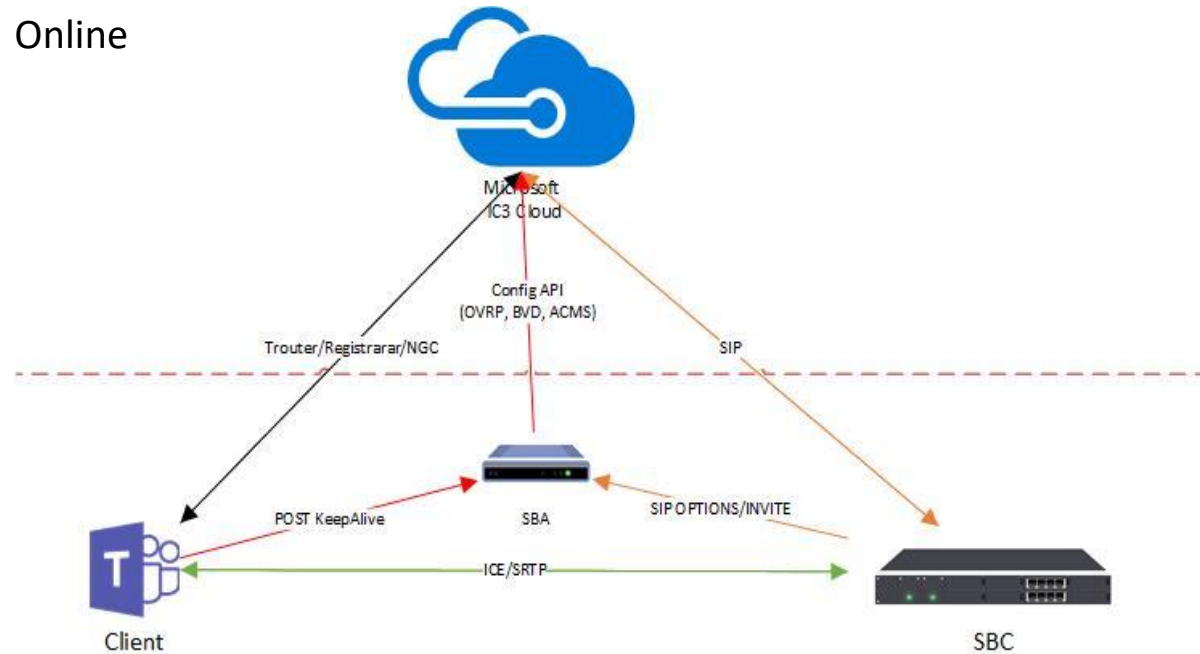 Online
Microsoft
IC3 Cloud
Config API
(OVRP, BVD, ACMS)
Trouter/Registrarar/NGC
SIP
POST KeepAlive
SBA
SIP OPTIONS/INVITE
ICE/SRTP
T
Client
SBC